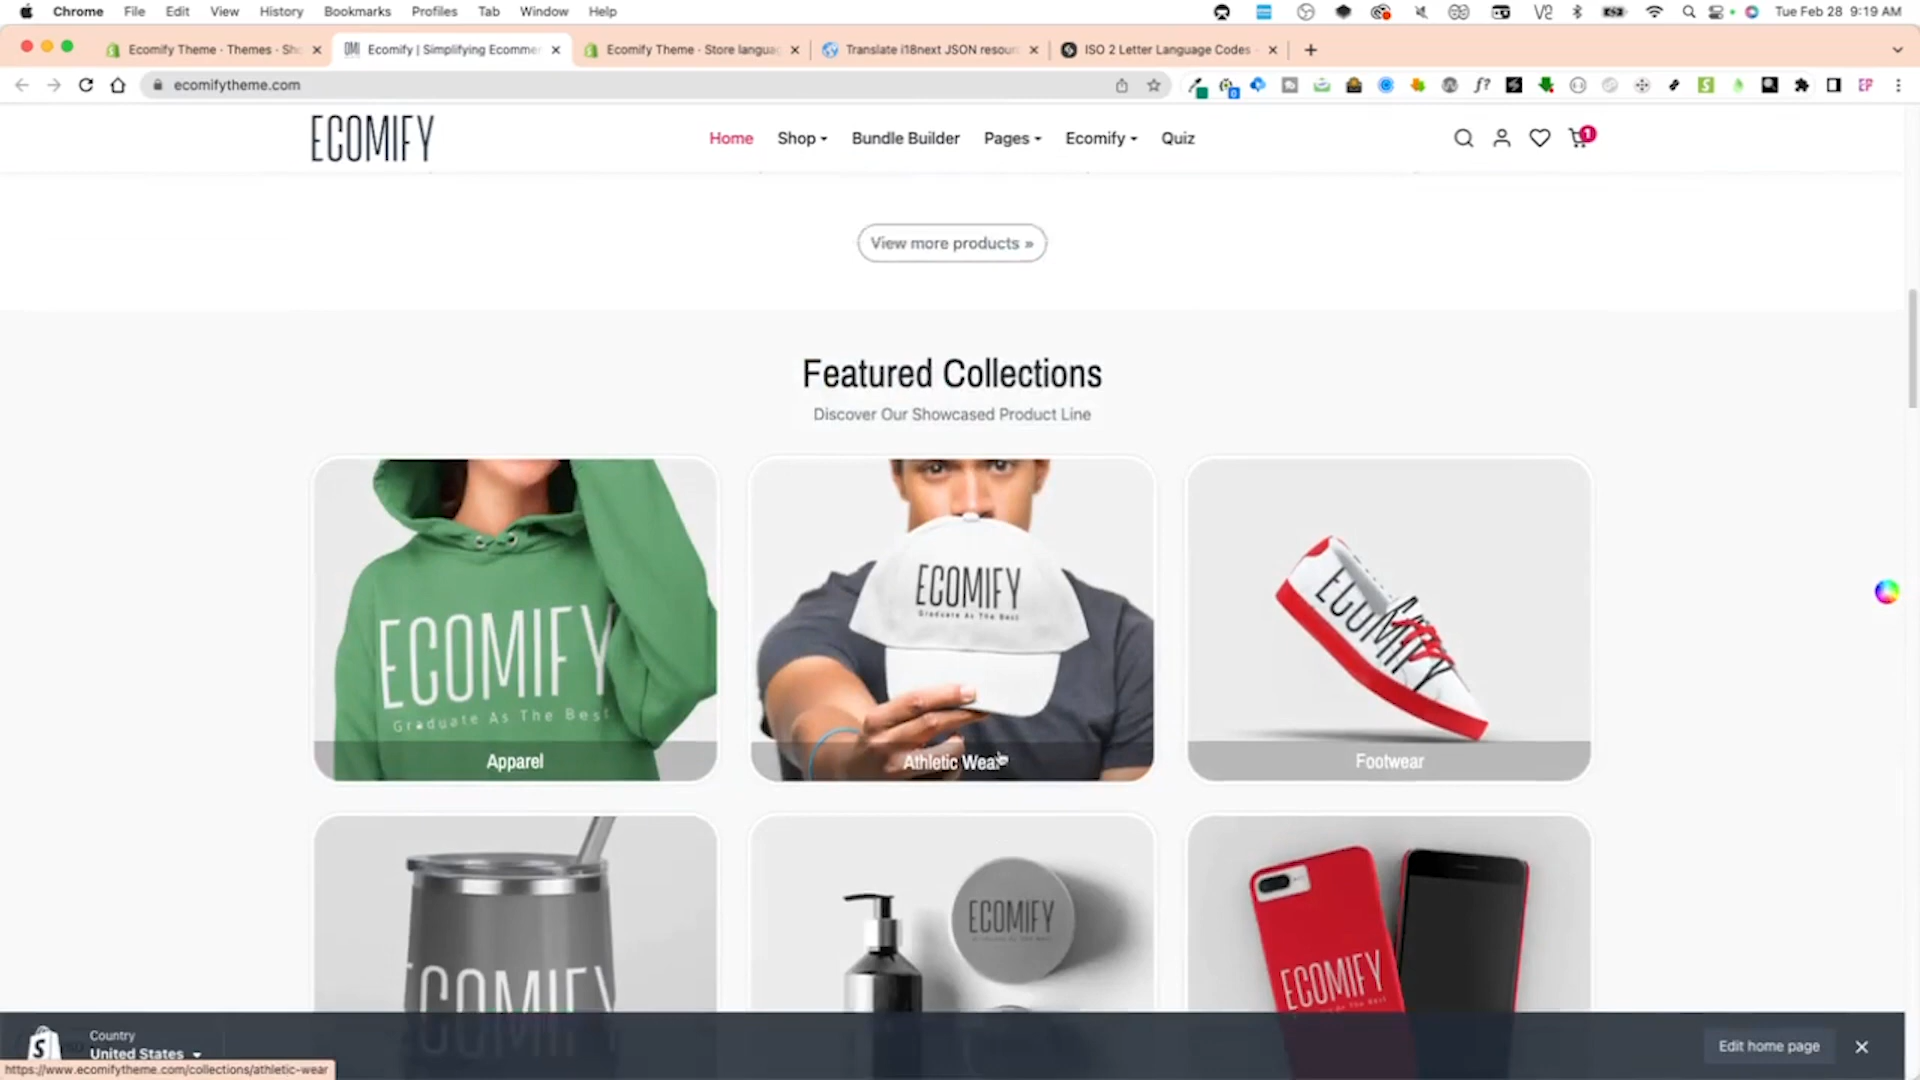 Chrome File Edit View History Bookmarks Profiles Tab Window Help
Tue Feb 28 9:19 AM
Ecomify Theme · Themes · Sh
Ecomify | Simplifying Ecommer
Ecomify Theme · Store langua
Translate i18next JSON resour
ISO 2 Letter Language Codes
ecomifytheme.com
ECOMIFY
Home Shop Bundle Builder Pages Ecomify Quiz
1
View more products »
Featured Collections
Discover Our Showcased Product Line
ECOMIFY
Graduate As The Best
Apparel
ECOMIFY
Graduate As The Best
Athletic Wear
ECOMIFY
Footwear
ECOMIFY
ECOMIFY
ECOMIFY
Country
United States
Edit home page
https://www.ecomifytheme.com/collections/athletic-wear